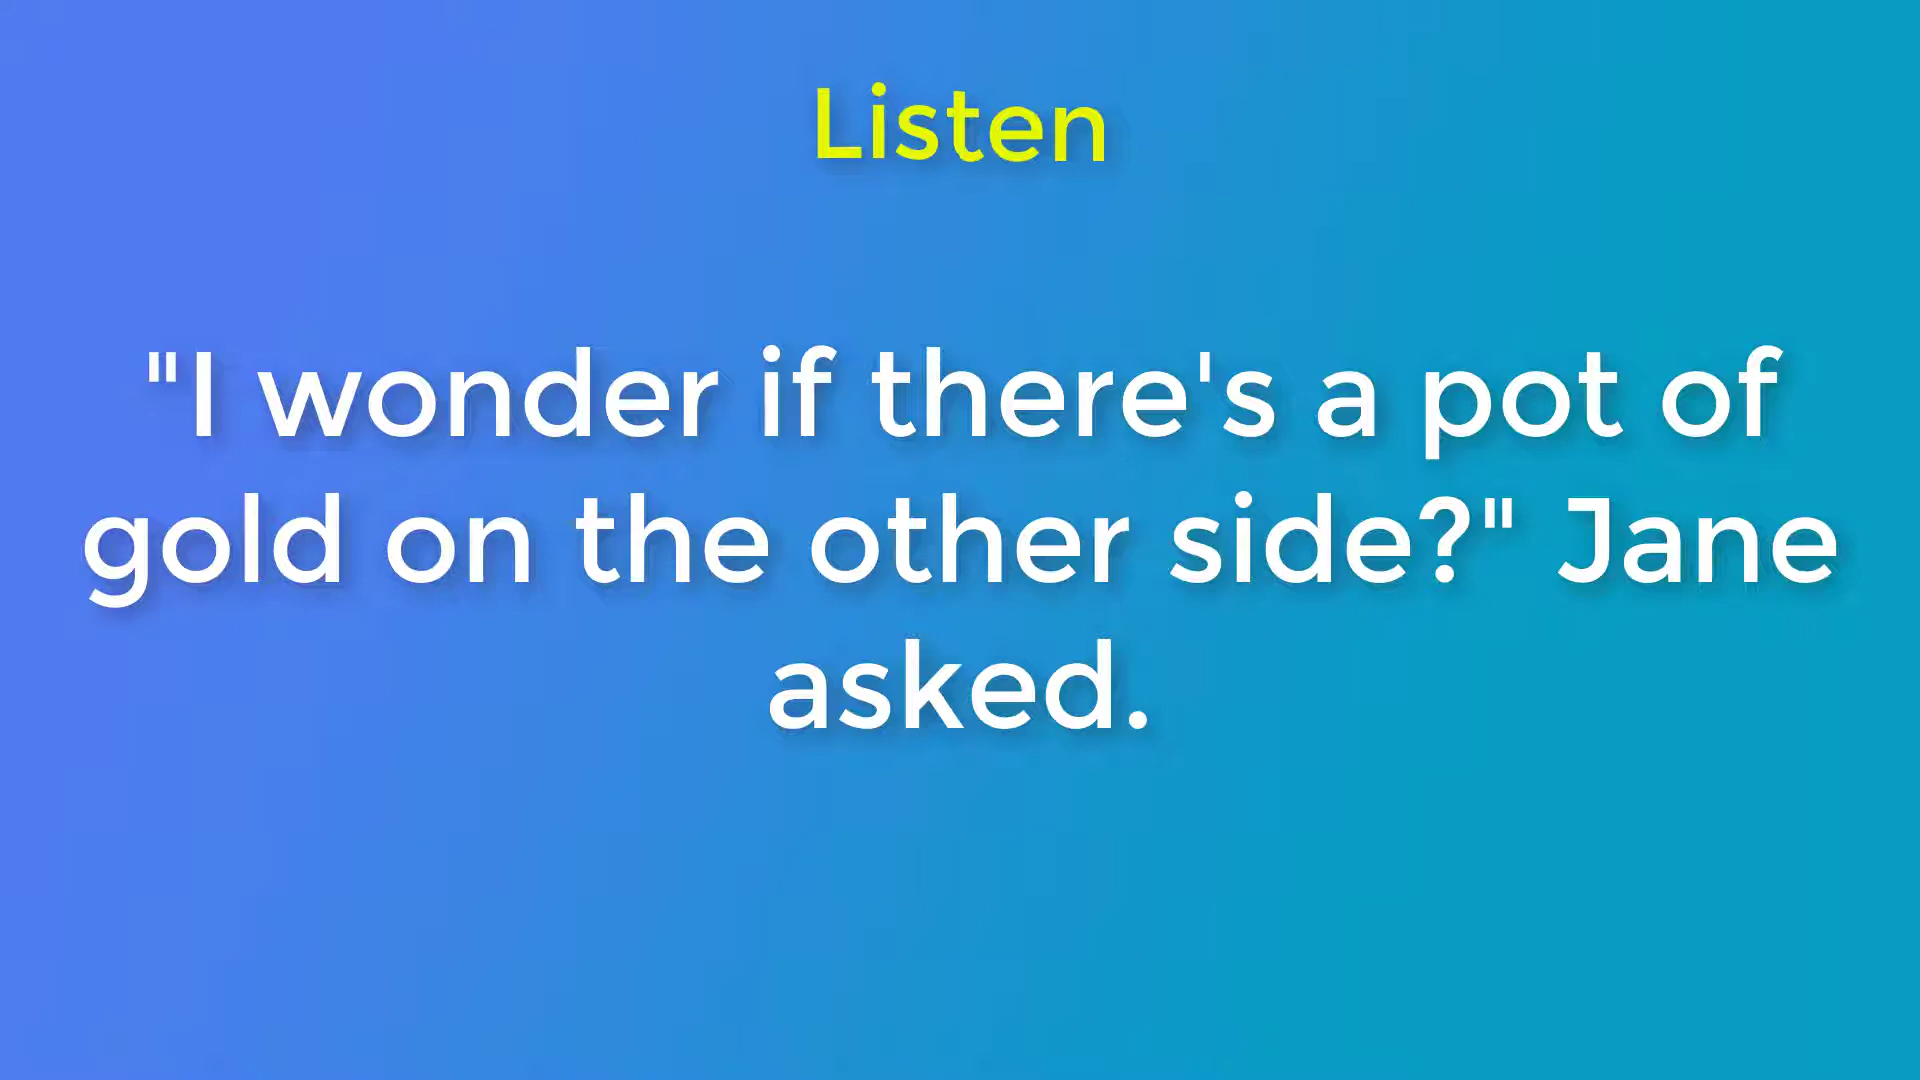 Listen
"I wonder if there's a pot of
gold on the other side?" Jane
asked.